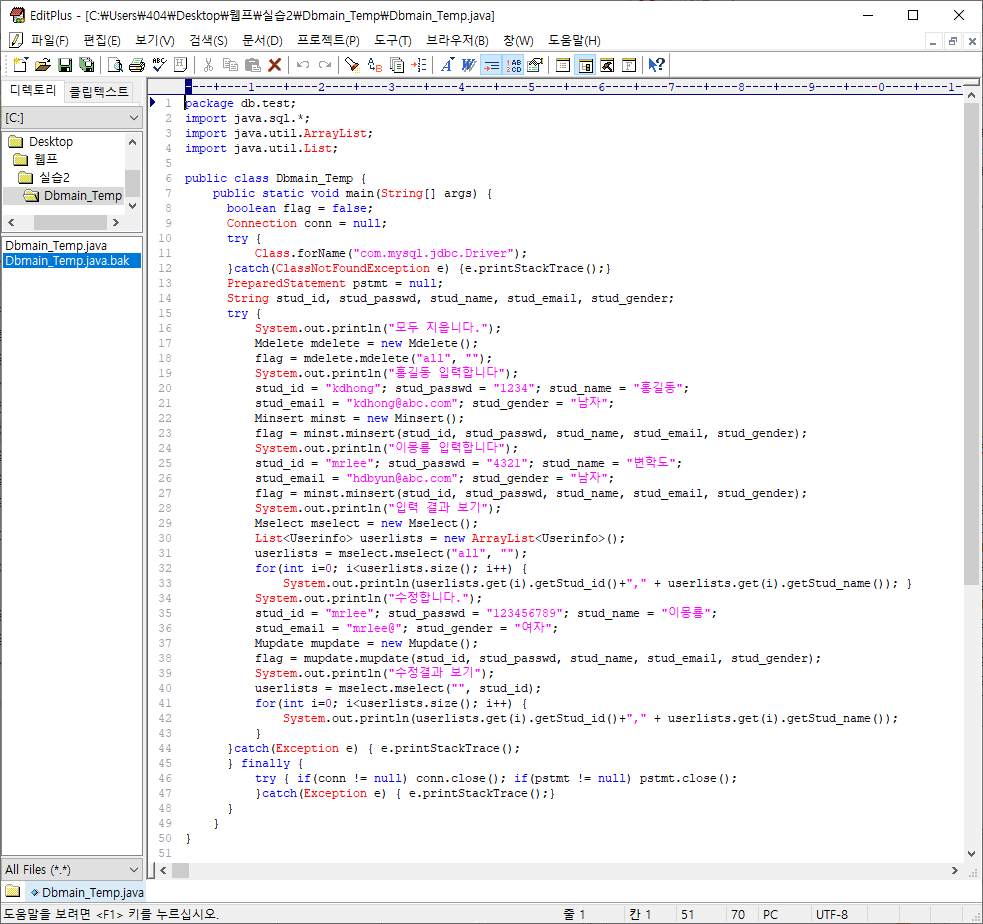 EditPlus - [C:₩Users₩404₩Desktop₩웹프₩실습2₩Dbmain_Temp₩Dbmain_Temp.java]
파일(F) 편집(E) 보기(V) 검색(S) 문서(D) 프로젝트(P) 도구(T) 브라우저(B) 창(W) 도움말(H)
디렉토리 클립텍스트
----+----1----+----2----+----3----+----4----+----5----+----6----+----7----+----8----+----9----+----0----+----1-
[C:]
Desktop
웹프
실습2
Dbmain_Temp
Dbmain_Temp.java
Dbmain_Temp.java.bak
1 package db.test;
2 import java.sql.*;
3 import java.util.ArrayList;
4 import java.util.List;
5
6 public class Dbmain_Temp {
7 public static void main(String[] args) {
8 boolean flag = false;
9 Connection conn = null;
10 try {
11 Class.forName("com.mysql.jdbc.Driver");
12 }catch(ClassNotFoundException e) {e.printStackTrace();}
13 PreparedStatement pstmt = null;
14 String stud_id, stud_passwd, stud_name, stud_email, stud_gender;
15 try {
16 System.out.println("모두 지웁니다.");
17 Mdelete mdelete = new Mdelete();
18 flag = mdelete.mdelete("all", "");
19 System.out.println("홍길동 입력합니다");
20 stud_id = "kdhong"; stud_passwd = "1234"; stud_name = "홍길동";
21 stud_email = "kdhong@abc.com"; stud_gender = "남자";
22 Minsert minst = new Minsert();
23 flag = minst.minsert(stud_id, stud_passwd, stud_name, stud_email, stud_gender);
24 System.out.println("이몽룡 입력합니다");
25 stud_id = "mrlee"; stud_passwd = "4321"; stud_name = "변학도";
26 stud_email = "hdbyun@abc.com"; stud_gender = "남자";
27 flag = minst.minsert(stud_id, stud_passwd, stud_name, stud_email, stud_gender);
28 System.out.println("입력 결과 보기");
29 Mselect mselect = new Mselect();
30 List<Userinfo> userlists = new ArrayList<Userinfo>();
31 userlists = mselect.mselect("all", "");
32 for(int i=0; i<userlists.size(); i++) {
33 System.out.println(userlists.get(i).getStud_id()+"," + userlists.get(i).getStud_name()); }
34 System.out.println("수정합니다.");
35 stud_id = "mrlee"; stud_passwd = "123456789"; stud_name = "이몽룡";
36 stud_email = "mrlee@"; stud_gender = "여자";
37 Mupdate mupdate = new Mupdate();
38 flag = mupdate.mupdate(stud_id, stud_passwd, stud_name, stud_email, stud_gender);
39 System.out.println("수정결과 보기");
40 userlists = mselect.mselect("", stud_id);
41 for(int i=0; i<userlists.size(); i++) {
42 System.out.println(userlists.get(i).getStud_id()+"," + userlists.get(i).getStud_name());
43 }
44 }catch(Exception e) { e.printStackTrace();
45 } finally {
46 try { if(conn != null) conn.close(); if(pstmt != null) pstmt.close();
47 }catch(Exception e) { e.printStackTrace();}
48 }
49 }
50 }
51
All Files (*.*)
Dbmain_Temp.java
도움말을 보려면 <F1> 키를 누르십시오. 줄 1 칸 1 51 70 PC UTF-8